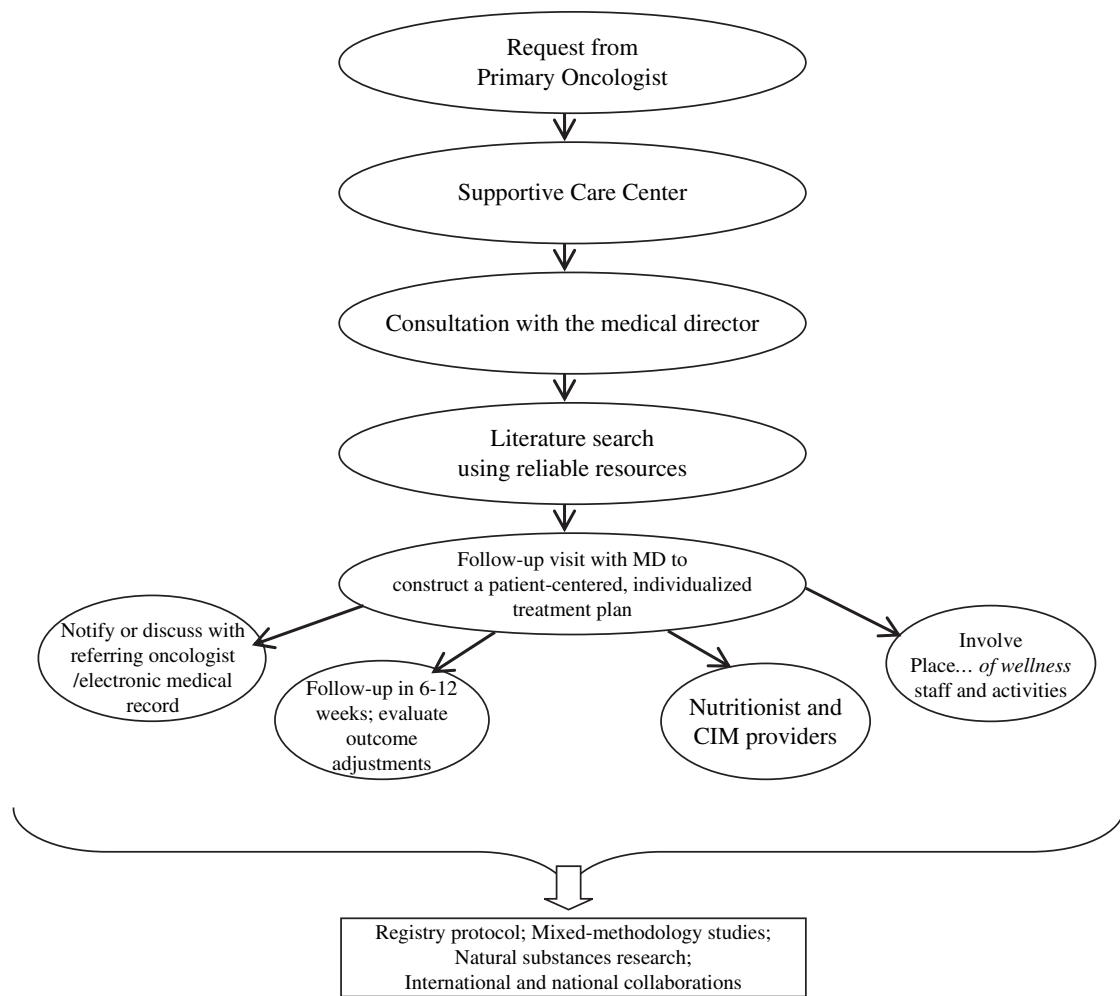 Request from
Primary Oncologist
Supportive Care Center
Consultation with the medical director
Literature search
using reliable resources
Follow-up visit with MD to
construct a patient-centered, individualized
treatment plan
Notify or discuss with
referring oncologist
/electronic medical
record
Follow-up in 6-12
weeks; evaluate
outcome
adjustments
Nutritionist and
CIM providers
Involve
Place... of wellness
staff and activities
Registry protocol; Mixed-methodology studies;
Natural substances research;
International and national collaborations